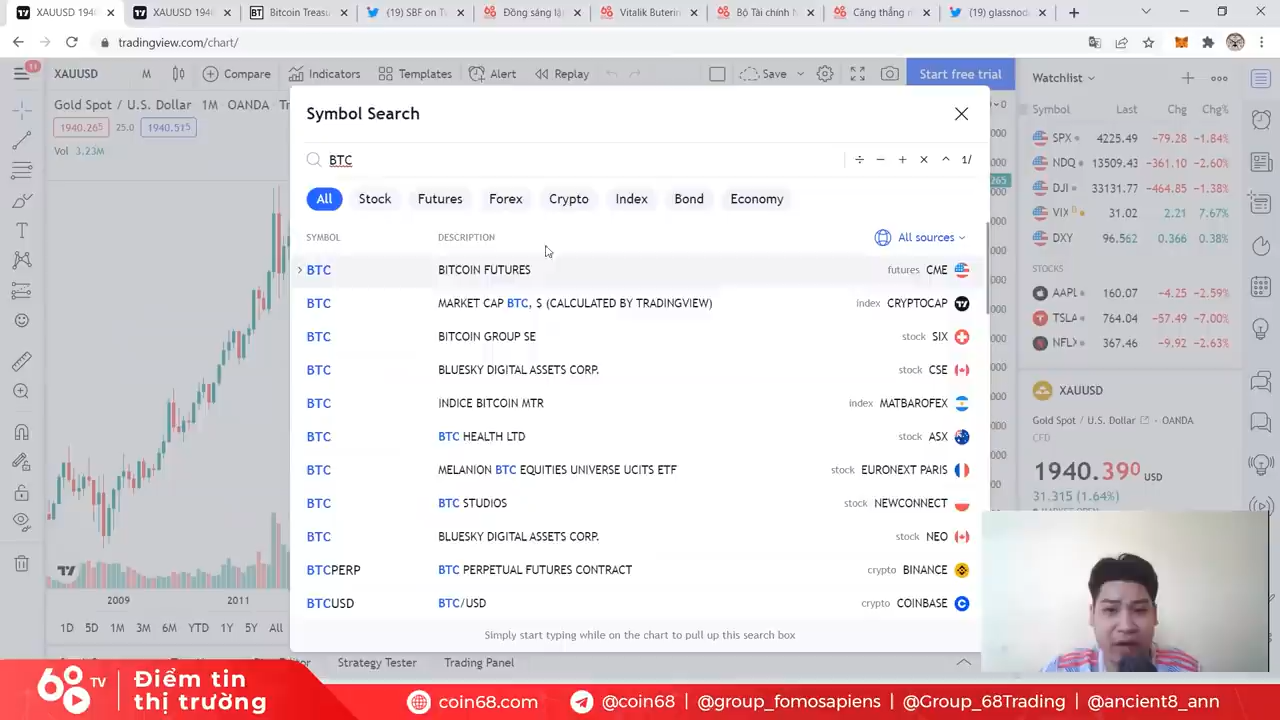 XAUUSD 194
XAUUSD 194
Bitcoin Treasu
(19) SBF on T
Đồng sáng lậ
Vitalik Buterin
Bộ Tài chính
Căng thẳng
(19) glassnod
tradingview.com/chart/
11
XAUUSD
M
Compare
Indicators
Templates
Alert
Replay
Save
Start free trial
Watchlist
Gold Spot / U.S. Dollar 1M OANDA
1940.265
25.0
1940.515
Vol 3.23M
Symbol Search
BTC
÷ − + × ^ 1/
All
Stock
Futures
Forex
Crypto
Index
Bond
Economy
SYMBOL
DESCRIPTION
All sources
BTC BITCOIN FUTURES futures CME
BTC MARKET CAP BTC, $ (CALCULATED BY TRADINGVIEW) index CRYPTOCAP
BTC BITCOIN GROUP SE stock SIX
BTC BLUESKY DIGITAL ASSETS CORP. stock CSE
BTC INDICE BITCOIN MTR index MATBAROFEX
BTC BTC HEALTH LTD stock ASX
BTC MELANION BTC EQUITIES UNIVERSE UCITS ETF stock EURONEXT PARIS
BTC BTC STUDIOS stock NEWCONNECT
BTC BLUESKY DIGITAL ASSETS CORP. stock NEO
BTCPERP BTC PERPETUAL FUTURES CONTRACT crypto BINANCE
BTCUSD BTC/USD crypto COINBASE
Simply start typing while on the chart to pull up this search box
Symbol Last Chg Chg%
SPX 4225.49 −79.28 −1.84%
NDQ 13509.43 −361.10 −2.60%
DJI 33131.77 −464.85 −1.38%
VIX D 31.02 2.21 7.67%
DXY 96.562 0.366 0.38%
STOCKS
AAPL 160.07 −4.25 −2.59%
TSLA 764.04 −57.49 −7.00%
NFLX 367.46 −9.92 −2.63%
XAUUSD
Gold Spot / U.S. Dollar · OANDA
CFD
1940.390 USD
31.315 (1.64%)
2009
2011
1D 5D 1M 3M 6M YTD 1Y 5Y All
Strategy Tester
Trading Panel
68 TV
Điểm tin
thị trường
coin68.com
@coin68 | @group_fomosapiens | @Group_68Trading | @ancient8_ann